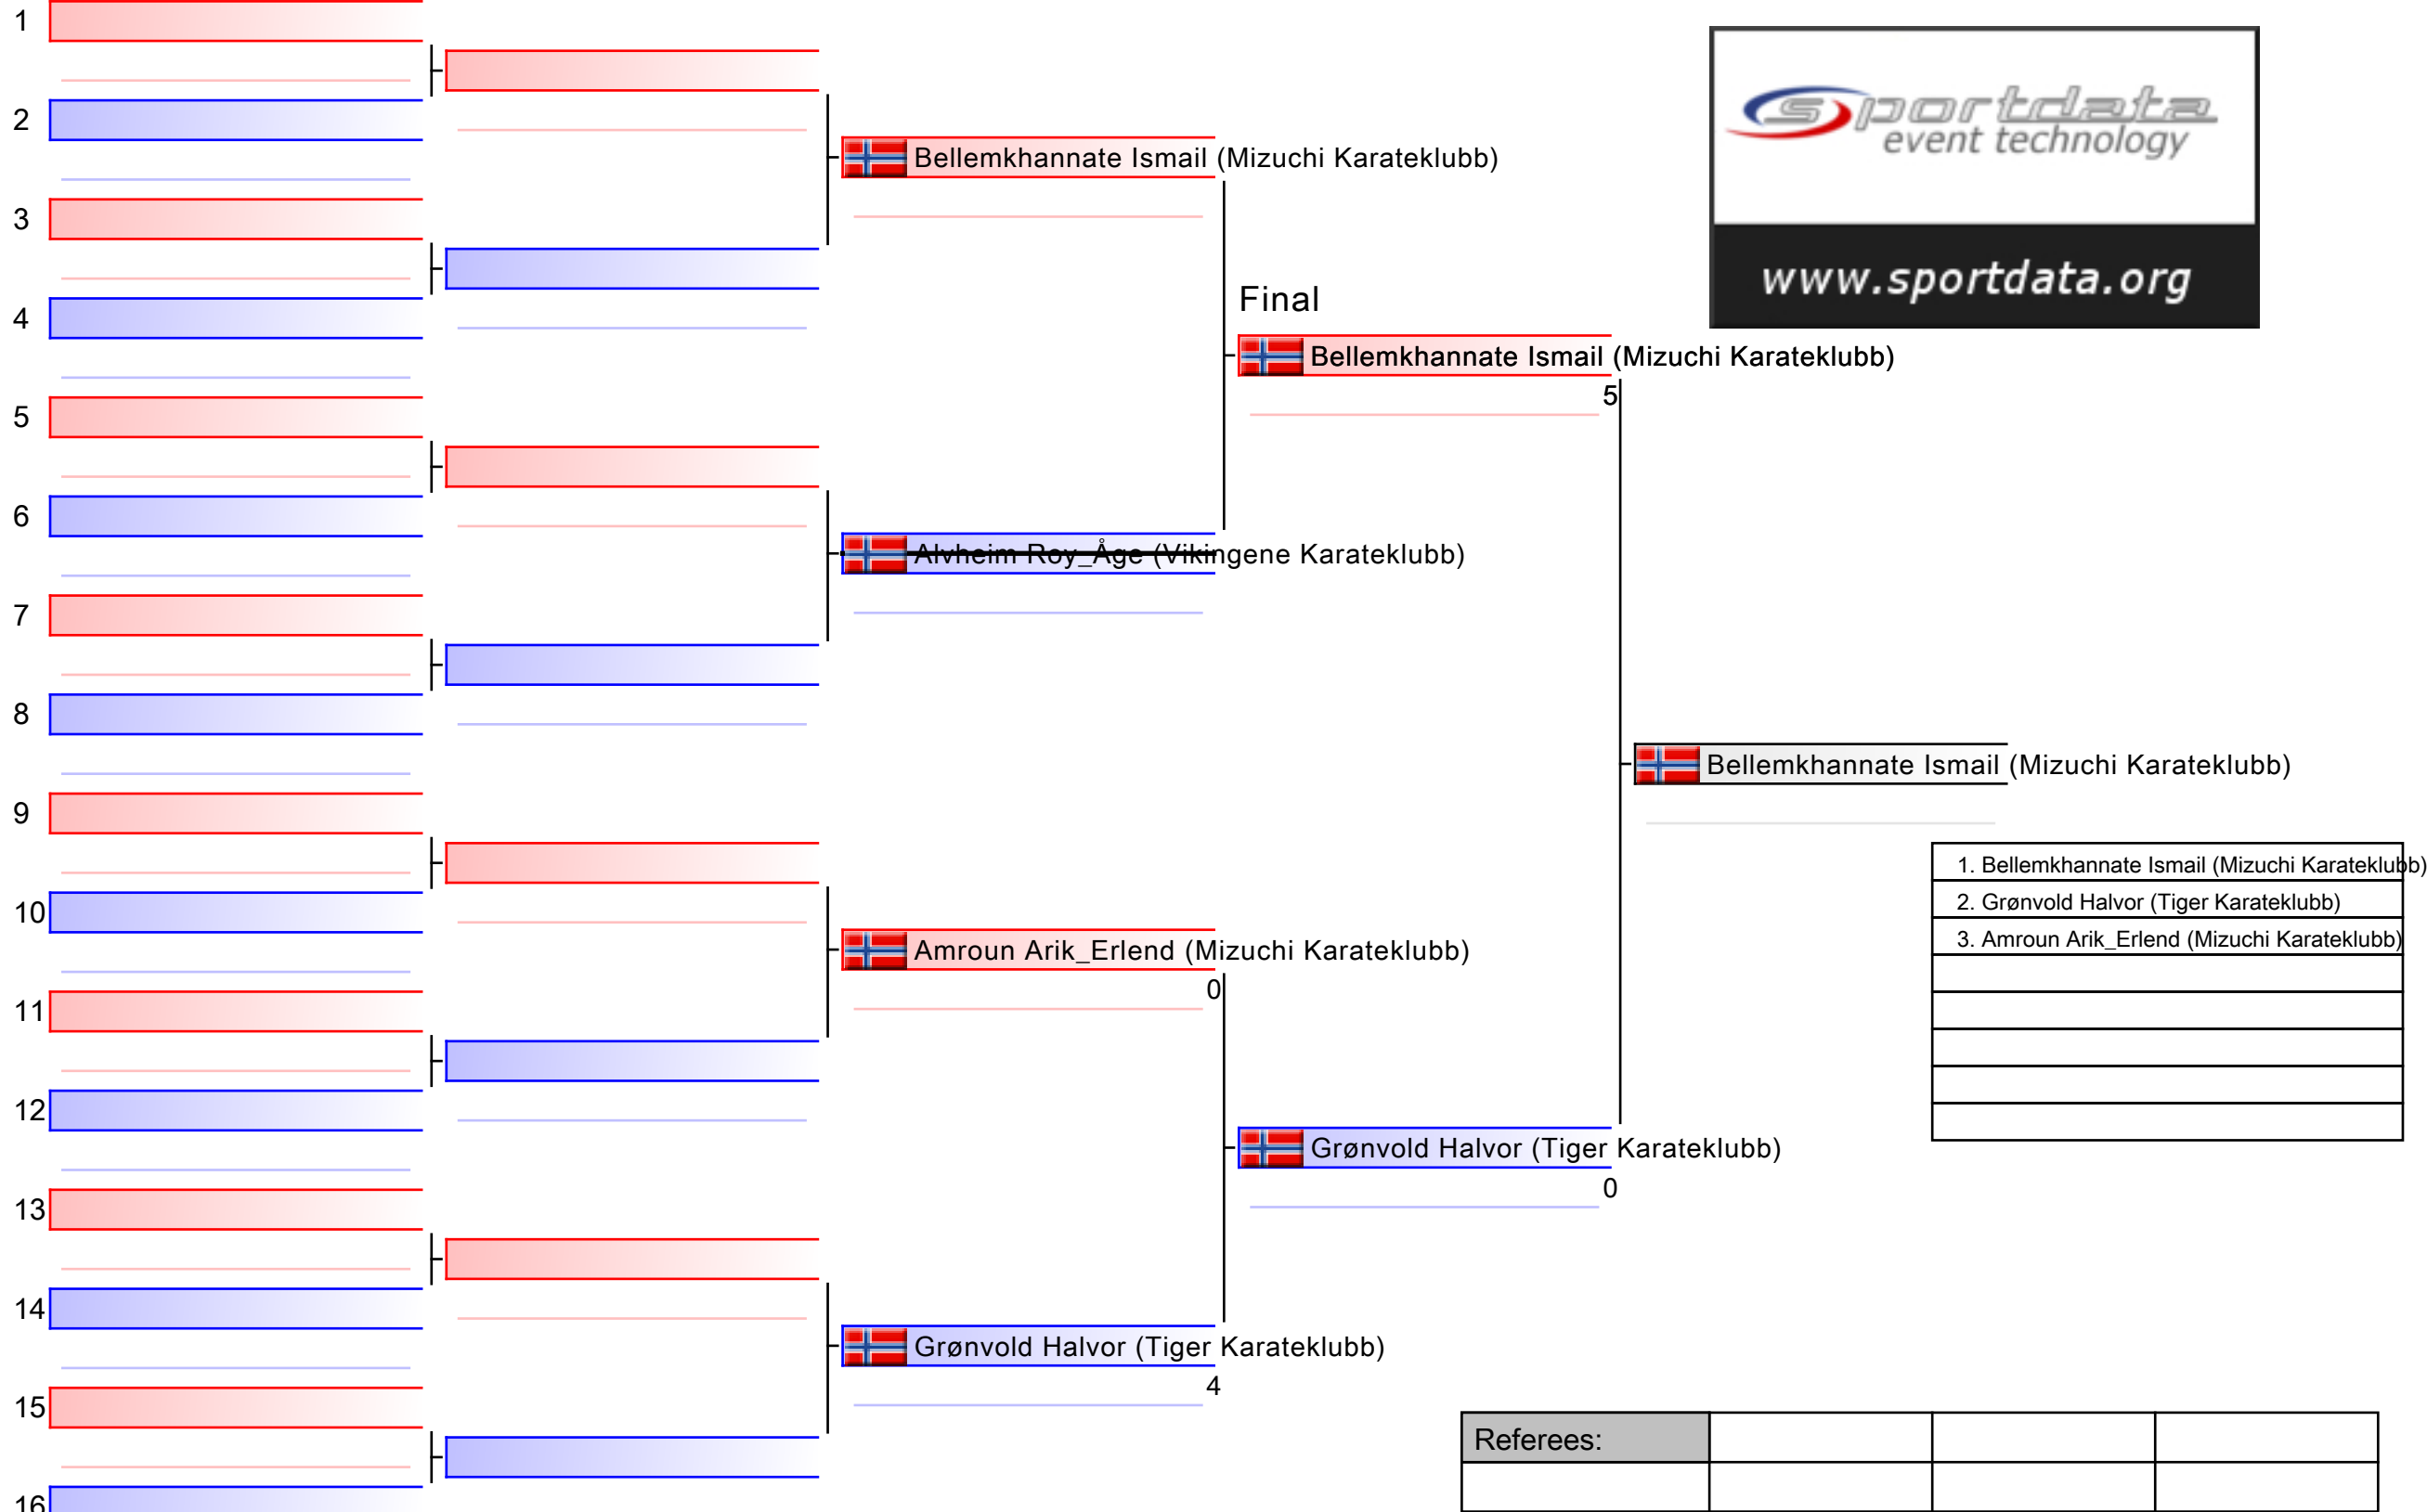 1
2
3
4
5
6
7
8
9
10
11
12
13
14
15
16
Bellemkhannate Ismail (Mizuchi Karateklubb)
Alvheim Roy_Åge (Vikingene Karateklubb)
Amroun Arik_Erlend (Mizuchi Karateklubb)
0
Grønvold Halvor (Tiger Karateklubb)
4
Final
Bellemkhannate Ismail (Mizuchi Karateklubb)
5
Grønvold Halvor (Tiger Karateklubb)
0
Bellemkhannate Ismail (Mizuchi Karateklubb)
sportdata
event technology
www.sportdata.org
1. Bellemkhannate Ismail (Mizuchi Karateklubb)
2. Grønvold Halvor (Tiger Karateklubb)
3. Amroun Arik_Erlend (Mizuchi Karateklubb)
Referees: